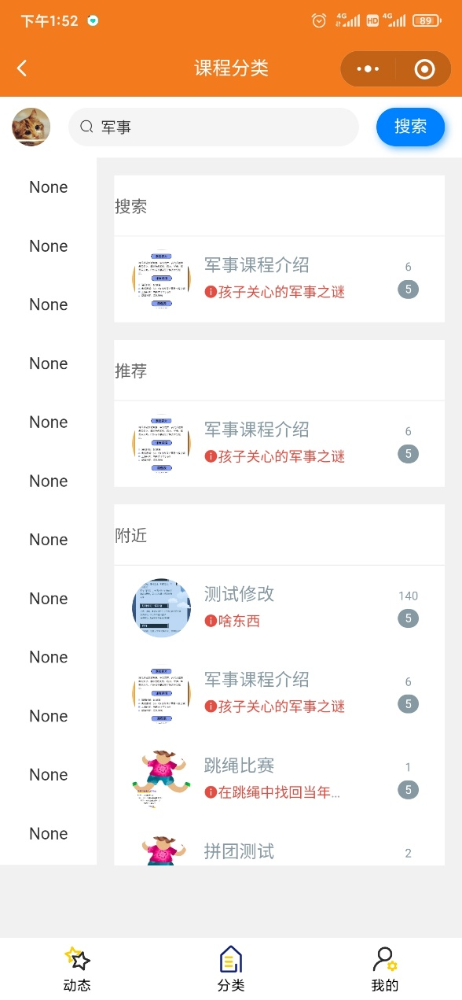 下午1:52
4G HD 4G 89
课程分类
军事
搜索
None
None
None
None
None
None
None
None
None
None
None
None
搜索
军事课程介绍
6
孩子关心的军事之谜
5
推荐
军事课程介绍
6
孩子关心的军事之谜
5
附近
测试修改
140
啥东西
5
军事课程介绍
6
孩子关心的军事之谜
5
跳绳比赛
1
在跳绳中找回当年...
5
拼团测试
2
动态
分类
我的